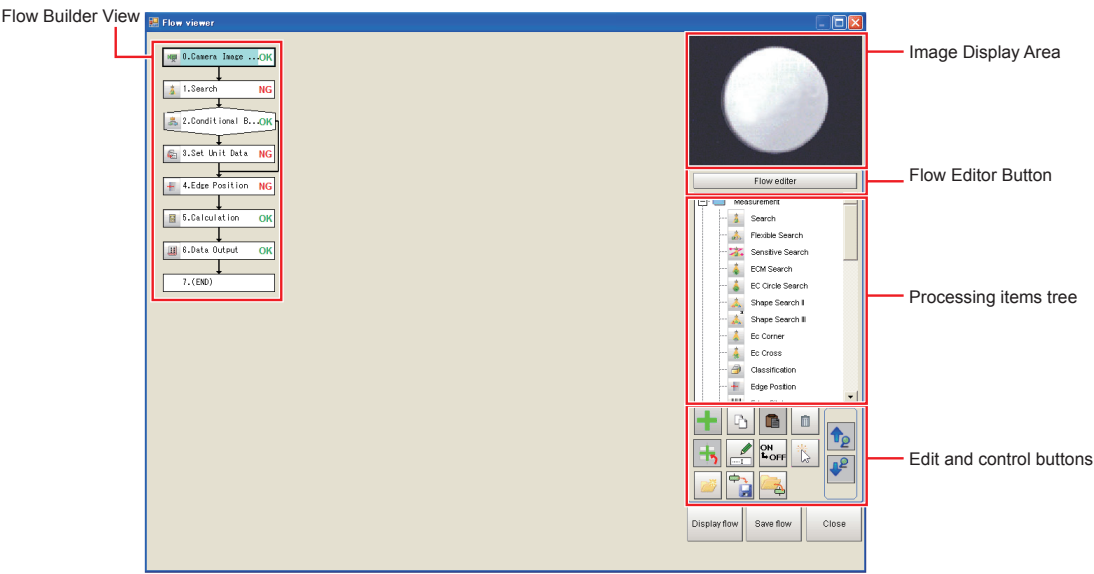 Flow Builder View
Flow viewer
0.Camera Image ...OK
1.Search NG
2.Conditional B...OK
3.Set Unit Data NG
4.Edge Position NG
5.Calculation OK
6.Data Output OK
7.(END)
Image Display Area
Flow editer
Flow Editor Button
Measurement
Search
Flexible Search
Sensitive Search
ECM Search
EC Circle Search
Shape Search II
Shape Search III
Ec Corner
Ec Cross
Classification
Edge Position
Processing items tree
ON
OFF
Edit and control buttons
Display flow
Save flow
Close